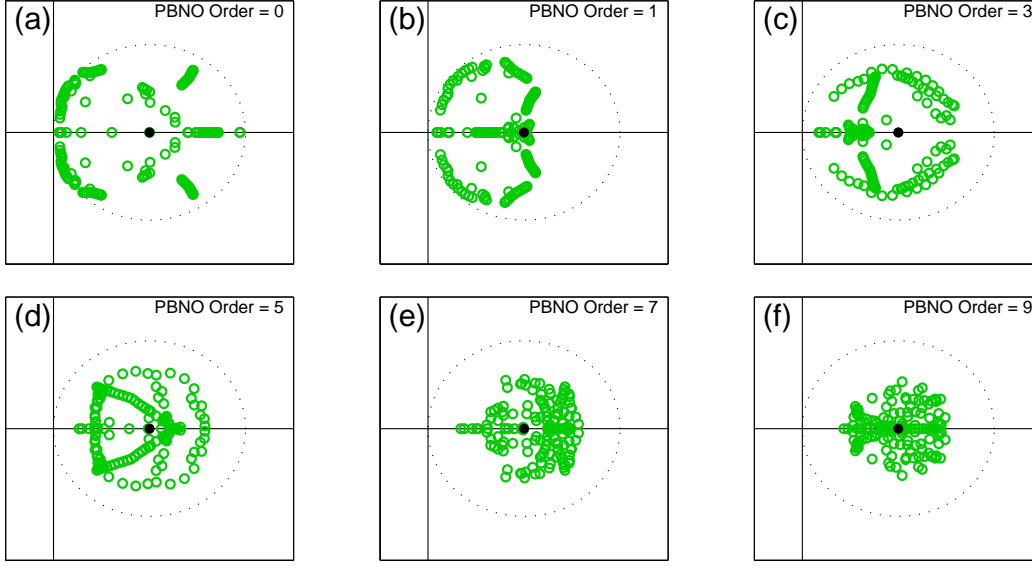 (a) PBNO Order = 0
(b) PBNO Order = 1
(c) PBNO Order = 3
(d) PBNO Order = 5
(e) PBNO Order = 7
(f) PBNO Order = 9